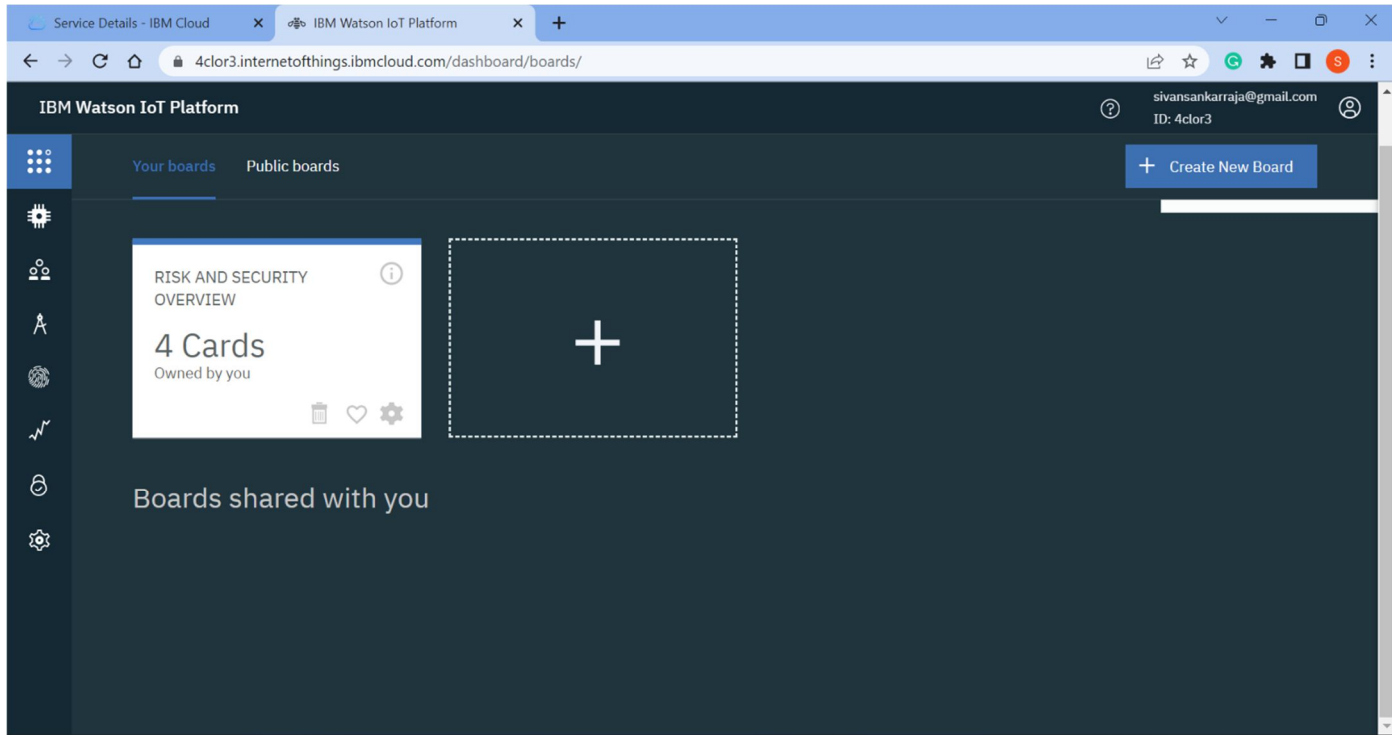 Service Details - IBM Cloud
IBM Watson IoT Platform
4clor3.internetofthings.ibmcloud.com/dashboard/boards/
S
IBM Watson IoT Platform
sivansankarraja@gmail.com
ID: 4clor3
Your boards
Public boards
Create New Board
RISK AND SECURITY
OVERVIEW
4 Cards
Owned by you
Boards shared with you